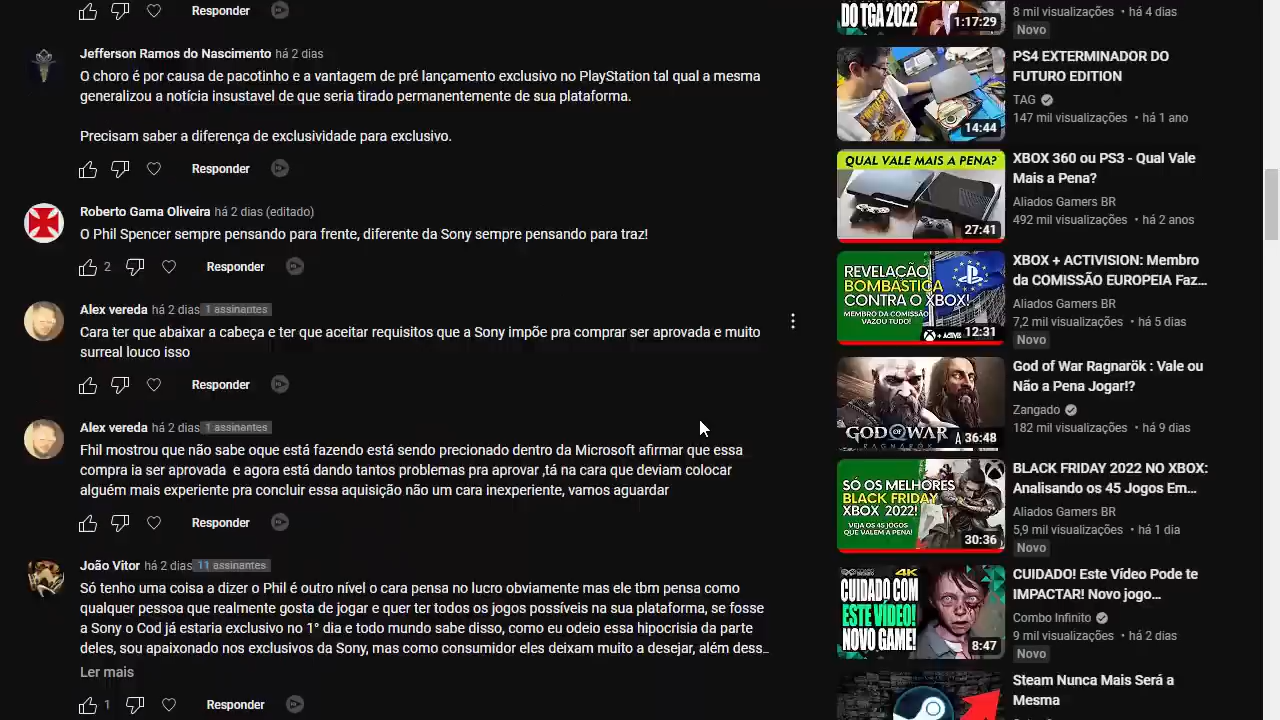 Responder
Jefferson Ramos do Nascimento há 2 dias
O choro é por causa de pacotinho e a vantagem de pré lançamento exclusivo no PlayStation tal qual a mesma
generalizou a notícia insustavel de que seria tirado permanentemente de sua plataforma.
Precisam saber a diferença de exclusividade para exclusivo.
Responder
Roberto Gama Oliveira há 2 dias (editado)
O Phil Spencer sempre pensando para frente, diferente da Sony sempre pensando para traz!
2 Responder
Alex vereda há 2 dias 1 assinantes
Cara ter que abaixar a cabeça e ter que aceitar requisitos que a Sony impõe pra comprar ser aprovada e muito
surreal louco isso
Responder
Alex vereda há 2 dias 1 assinantes
Fhil mostrou que não sabe oque está fazendo está sendo precionado dentro da Microsoft afirmar que essa
compra ia ser aprovada e agora está dando tantos problemas pra aprovar ,tá na cara que deviam colocar
alguém mais experiente pra concluir essa aquisição não um cara inexperiente, vamos aguardar
Responder
João Vitor há 2 dias 11 assinantes
Só tenho uma coisa a dizer o Phil é outro nível o cara pensa no lucro obviamente mas ele tbm pensa como
qualquer pessoa que realmente gosta de jogar e quer ter todos os jogos possíveis na sua plataforma, se fosse
a Sony o Cod já estaria exclusivo no 1° dia e todo mundo sabe disso, como eu odeio essa hipocrisia da parte
deles, sou apaixonado nos exclusivos da Sony, mas como consumidor eles deixam muito a desejar, além dess...
Ler mais
1 Responder
DO TGA 2022
1:17:29
8 mil visualizações • há 4 dias
Novo
14:44
PS4 EXTERMINADOR DO
FUTURO EDITION
TAG
147 mil visualizações • há 1 ano
QUAL VALE MAIS A PENA?
27:41
XBOX 360 ou PS3 - Qual Vale
Mais a Pena?
Aliados Gamers BR
492 mil visualizações • há 2 anos
REVELAÇÃO
BOMBÁSTICA
CONTRA O XBOX!
MEMBRO DA COMISSÃO
VAZOU TUDO!
12:31
XBOX + ACTIVISION: Membro
da COMISSÃO EUROPEIA Faz...
Aliados Gamers BR
7,2 mil visualizações • há 5 dias
Novo
GOD OF WAR
RAGNARÖK
36:48
God of War Ragnarök : Vale ou
Não a Pena Jogar!?
Zangado
182 mil visualizações • há 9 dias
SÓ OS MELHORES
BLACK FRIDAY
XBOX 2022!
VEJA OS 45 JOGOS
QUE VALEM A PENA!
30:36
BLACK FRIDAY 2022 NO XBOX:
Analisando os 45 Jogos Em...
Aliados Gamers BR
5,9 mil visualizações • há 1 dia
Novo
4K
CUIDADO COM
ESTE VÍDEO!
NOVO GAME!
8:47
CUIDADO! Este Vídeo Pode te
IMPACTAR! Novo jogo...
Combo Infinito
9 mil visualizações • há 2 dias
Novo
Steam Nunca Mais Será a
Mesma